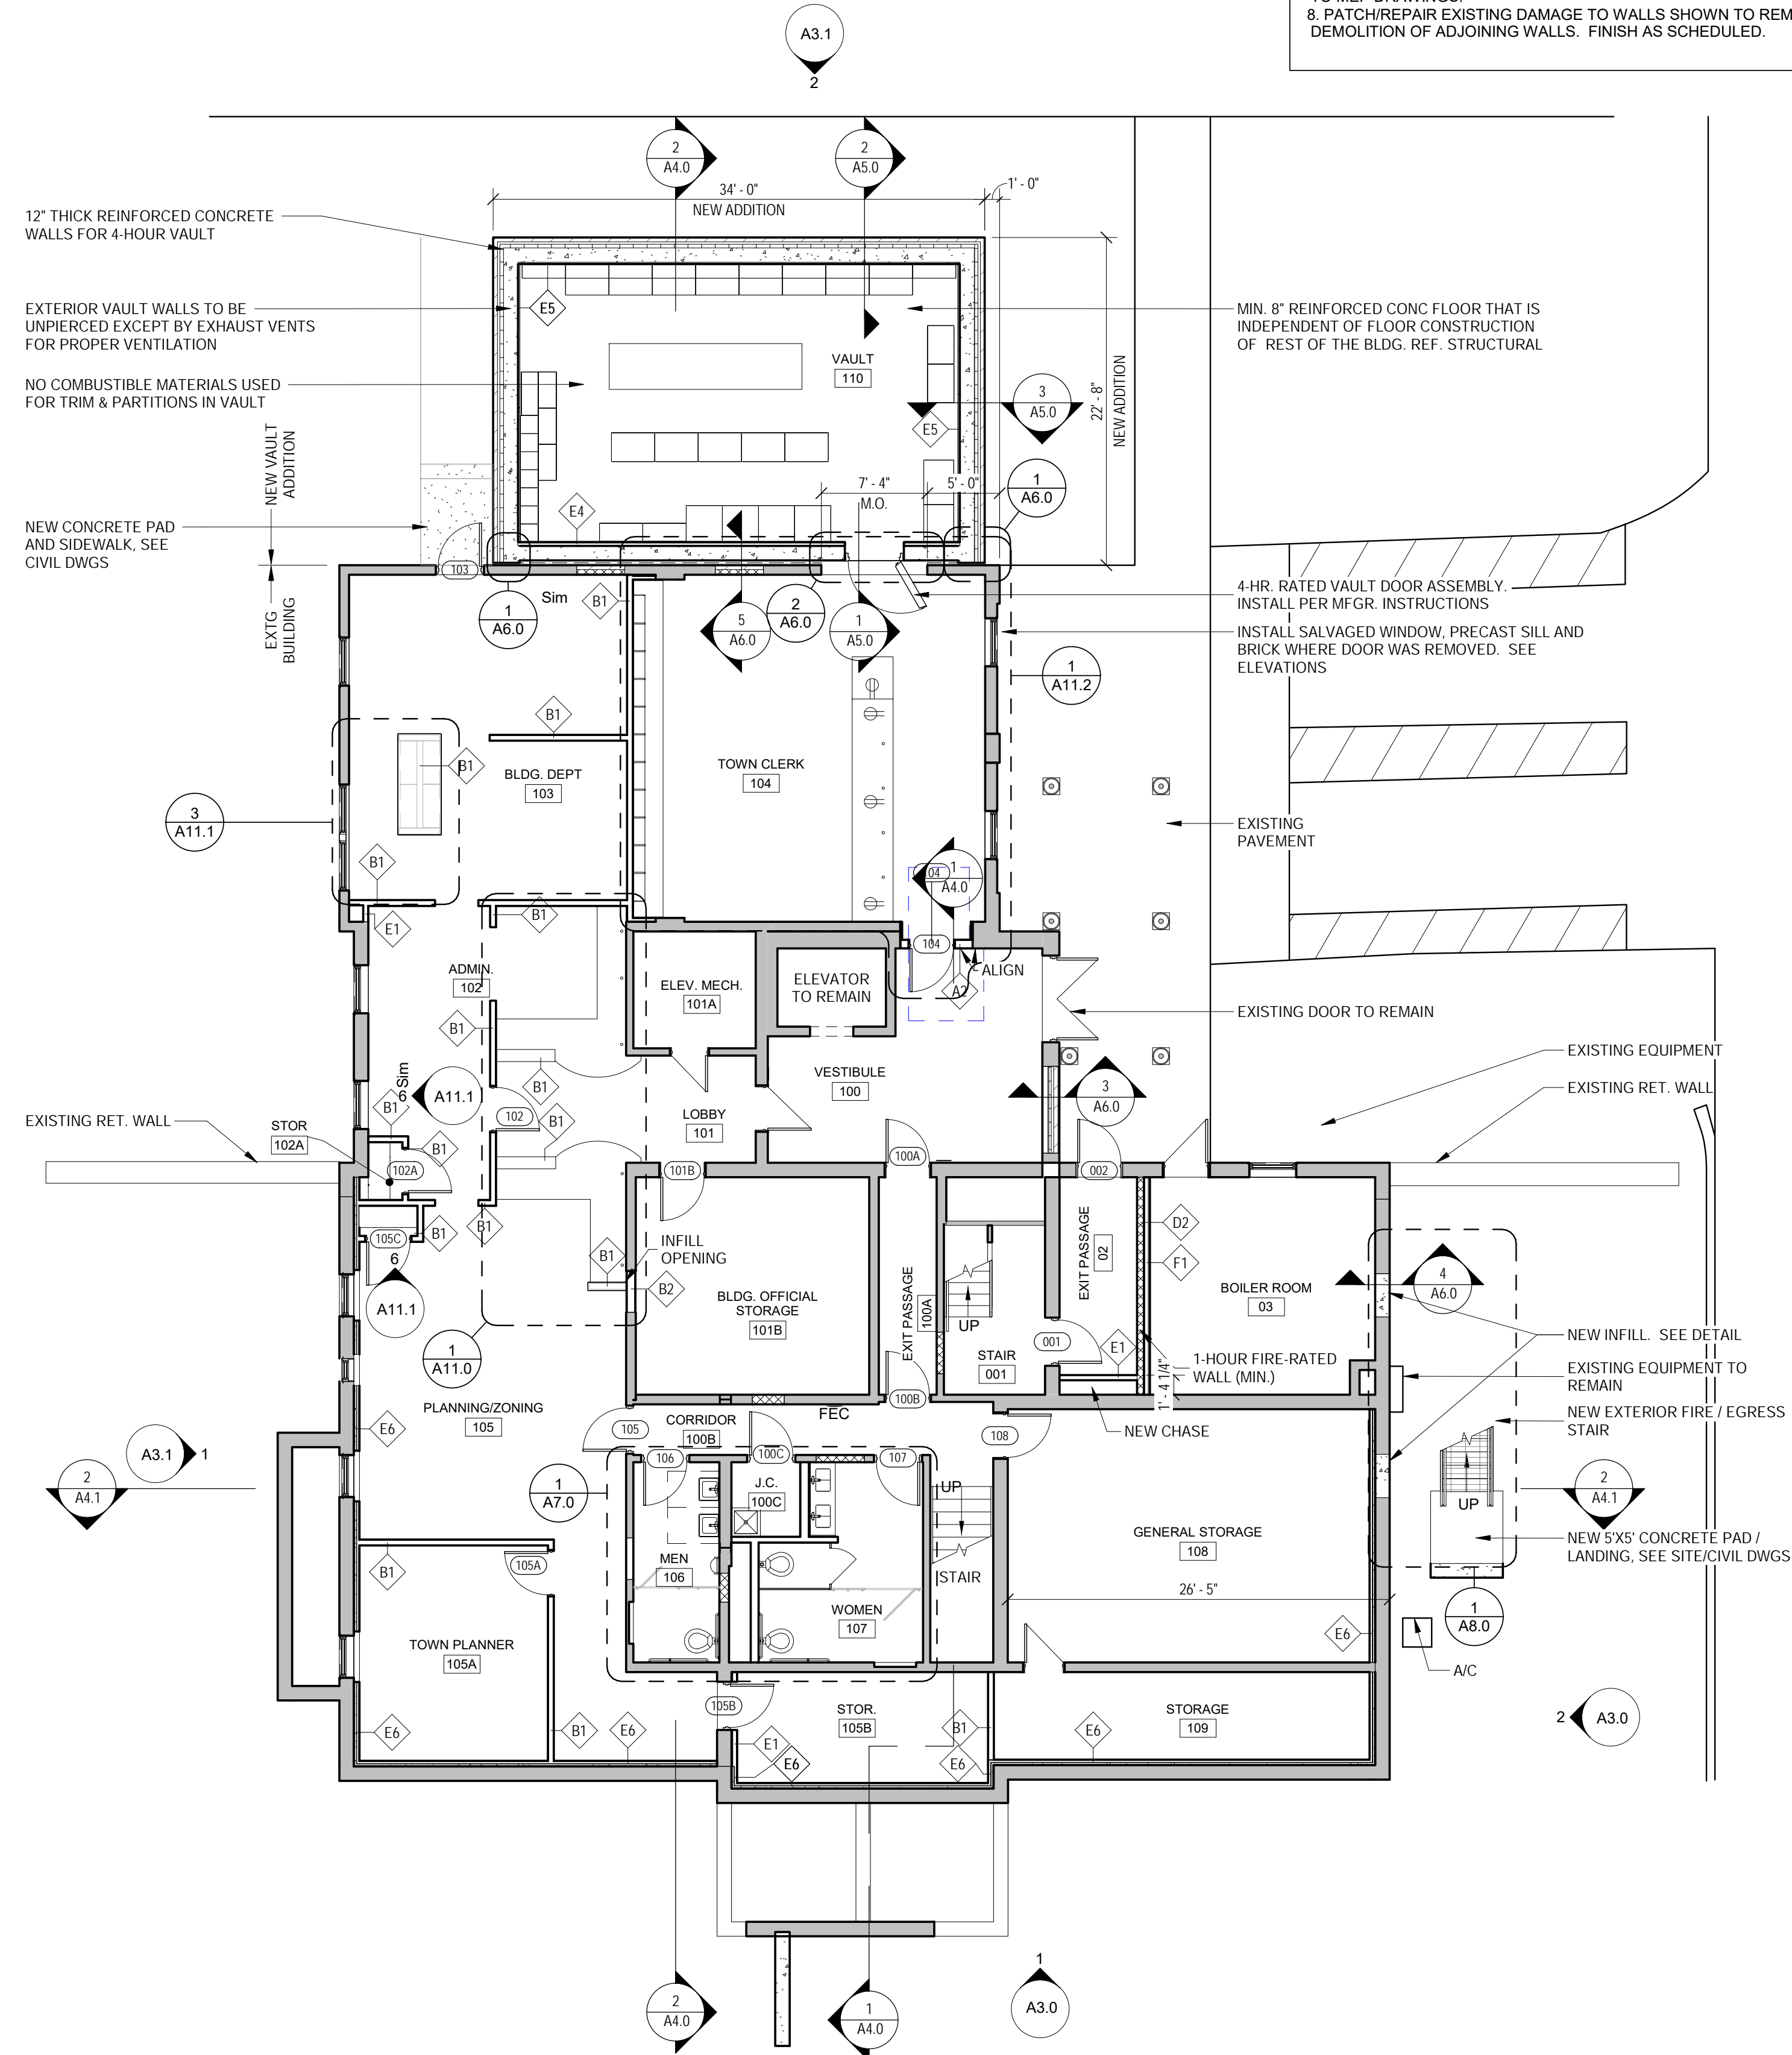 TO MEP DRAWINGS.
8. PATCH/REPAIR EXISTING DAMAGE TO WALLS SHOWN TO REM
DEMOLITION OF ADJOINING WALLS. FINISH AS SCHEDULED.
A3.1
2
2
A4.0
2
A5.0
34' - 0"
NEW ADDITION
1' - 0"
12" THICK REINFORCED CONCRETE
WALLS FOR 4-HOUR VAULT
EXTERIOR VAULT WALLS TO BE
UNPIERCED EXCEPT BY EXHAUST VENTS
FOR PROPER VENTILATION
NO COMBUSTIBLE MATERIALS USED
FOR TRIM & PARTITIONS IN VAULT
E5
VAULT
110
MIN. 8" REINFORCED CONC FLOOR THAT IS
INDEPENDENT OF FLOOR CONSTRUCTION
OF REST OF THE BLDG. REF. STRUCTURAL
22' - 8"
NEW ADDITION
3
A5.0
E5
NEW VAULT
ADDITION
EXTG
BUILDING
7' - 4"
M.O.
5' - 0"
1
A6.0
E4
NEW CONCRETE PAD
AND SIDEWALK, SEE
CIVIL DWGS
103
1
A6.0
Sim
B1
5
A6.0
2
A6.0
1
A5.0
4-HR. RATED VAULT DOOR ASSEMBLY.
INSTALL PER MFGR. INSTRUCTIONS
INSTALL SALVAGED WINDOW, PRECAST SILL AND
BRICK WHERE DOOR WAS REMOVED. SEE
ELEVATIONS
1
A11.2
B1
B1
BLDG. DEPT
103
TOWN CLERK
104
3
A11.1
EXISTING
PAVEMENT
B1
04
1
A4.0
E1
B1
104
ALIGN
A2
ADMIN.
102
ELEV. MECH.
101A
ELEVATOR
TO REMAIN
EXISTING DOOR TO REMAIN
B1
EXISTING EQUIPMENT
EXISTING RET. WALL
VESTIBULE
100
B1
3
A6.0
Sim
6
A11.1
B1
102
B1
LOBBY
101
EXISTING RET. WALL
STOR
102A
B1
102A
101B
100A
002
B1
B1
105C
6
A11.1
B1
B2
INFILL
OPENING
BLDG. OFFICIAL
STORAGE
101B
EXIT PASSAGE
100A
UP
STAIR
001
EXIT PASSAGE
02
001
E1
D2
F1
BOILER ROOM
03
4
A6.0
1
A11.0
1-HOUR FIRE-RATED
WALL (MIN.)
1' - 4 1/4"
NEW INFILL. SEE DETAIL
EXISTING EQUIPMENT TO
REMAIN
NEW EXTERIOR FIRE / EGRESS
STAIR
PLANNING/ZONING
105
E6
105
CORRIDOR
100B
FEC
100B
NEW CHASE
108
A3.1
1
2
A4.1
106
100C
107
1
A7.0
J.C.
100C
UP
STAIR
UP
2
A4.1
GENERAL STORAGE
108
NEW 5'X5' CONCRETE PAD /
LANDING, SEE SITE/CIVIL DWGS
B1
105A
MEN
106
WOMEN
107
26' - 5"
1
A8.0
E6
TOWN PLANNER
105A
A/C
E6
B1
E6
105B
STOR.
105B
B1
E1
E6
E6
STORAGE
109
E6
2
A3.0
2
A4.0
1
A4.0
1
A3.0